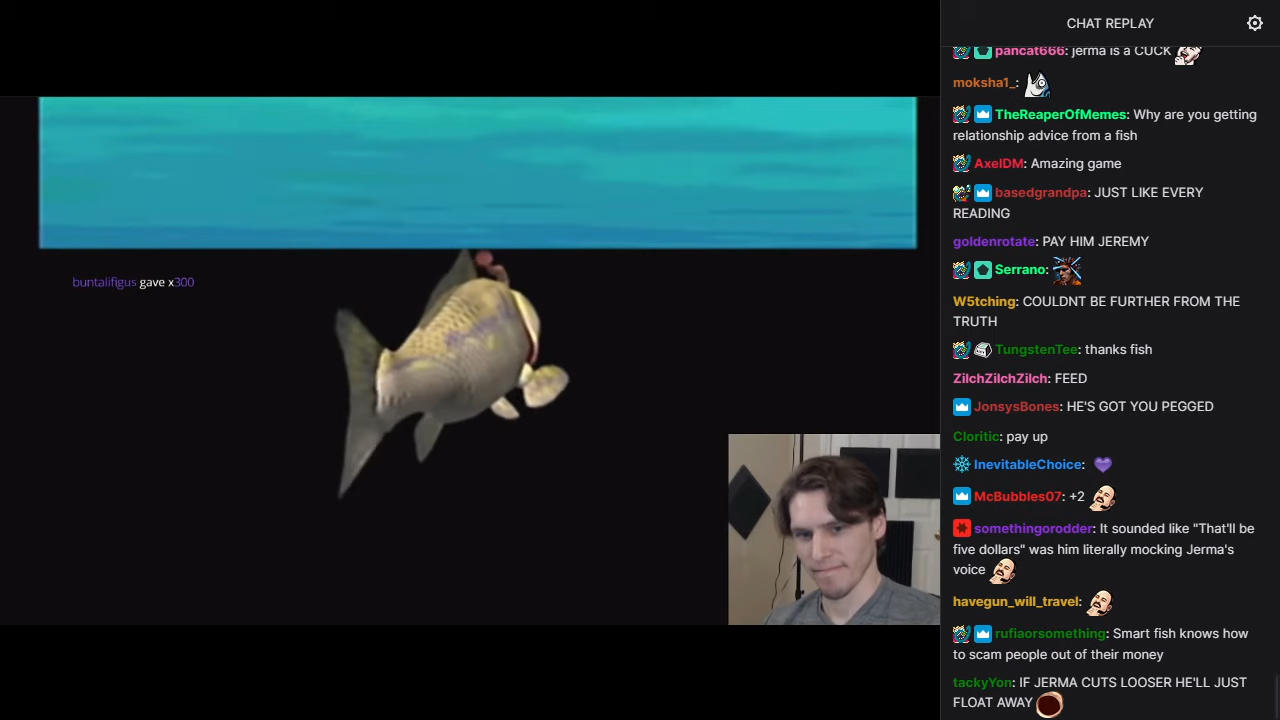 CHAT REPLAY
pancat666: jerma is a CUCK
moksha1_:
TheReaperOfMemes: Why are you getting
relationship advice from a fish
AxelDM: Amazing game
basedgrandpa: JUST LIKE EVERY
READING
goldenrotate: PAY HIM JEREMY
Serrano:
W5tching: COULDNT BE FURTHER FROM THE
TRUTH
TungstenTee: thanks fish
ZilchZilchZilch: FEED
JonsysBones: HE'S GOT YOU PEGGED
Cloritic: pay up
InevitableChoice:
McBubbles07: +2
somethingorodder: It sounded like "That'll be
five dollars" was him literally mocking Jerma's
voice
havegun_will_travel:
rufiaorsomething: Smart fish knows how
to scam people out of their money
tackyYon: IF JERMA CUTS LOOSER HE'LL JUST
FLOAT AWAY
buntalifigus gave x300